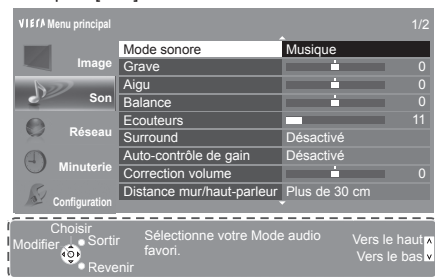 VIErA Menu principal 1/2
Image
Son
Réseau
Minuterie
Configuration
Mode sonore Musique
Grave 0
Aigu 0
Balance 0
Ecouteurs 11
Surround Désactivé
Auto-contrôle de gain Désactivé
Correction volume 0
Distance mur/haut-parleur Plus de 30 cm
Choisir
Modifier
Sortir
Revenir
Sélectionne votre Mode audio
favori.
Vers le haut
Vers le bas